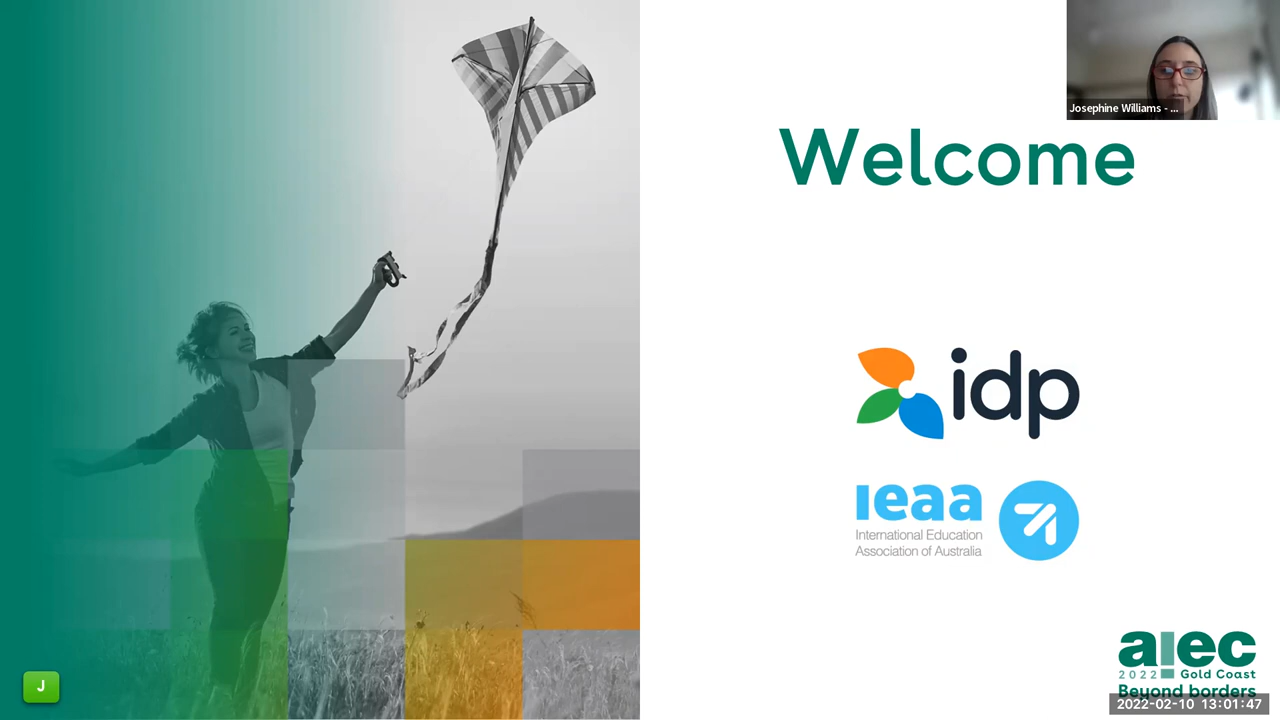 Josephine Williams - ...
Welcome
idp
ieaa
International Education
Association of Australia
aiec
2022 Gold Coast
Beyond borders
2022-02-10 13:01:47
J